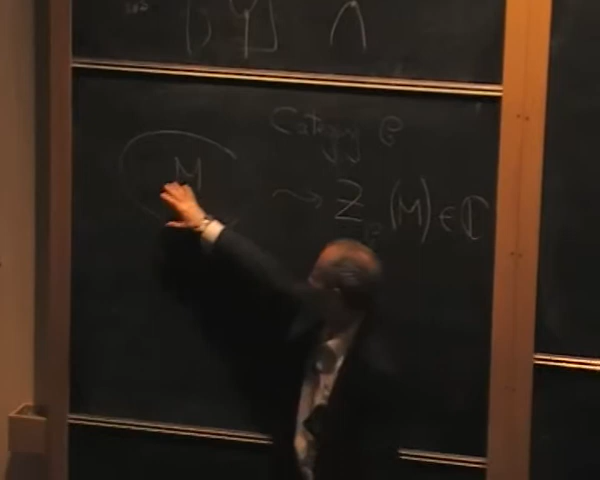 Category C
M ⇝ Z_C (M) ∈ ℂ